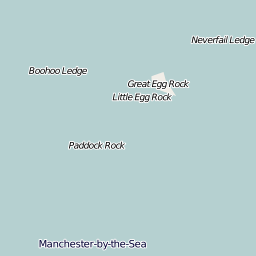 Neverfail Ledge
Boohoo Ledge
Great Egg Rock
Little Egg Rock
Paddock Rock
Manchester-by-the-Sea